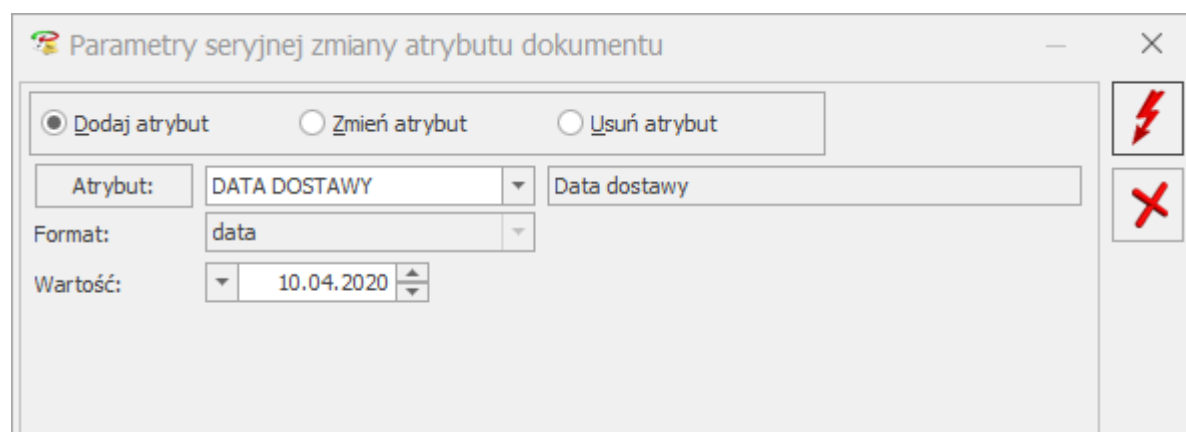 Parametry seryjnej zmiany atrybutu dokumentu
Dodaj atrybut Zmień atrybut Usuń atrybut
Atrybut: DATA DOSTAWY Data dostawy
Format: data
Wartość: 10.04.2020